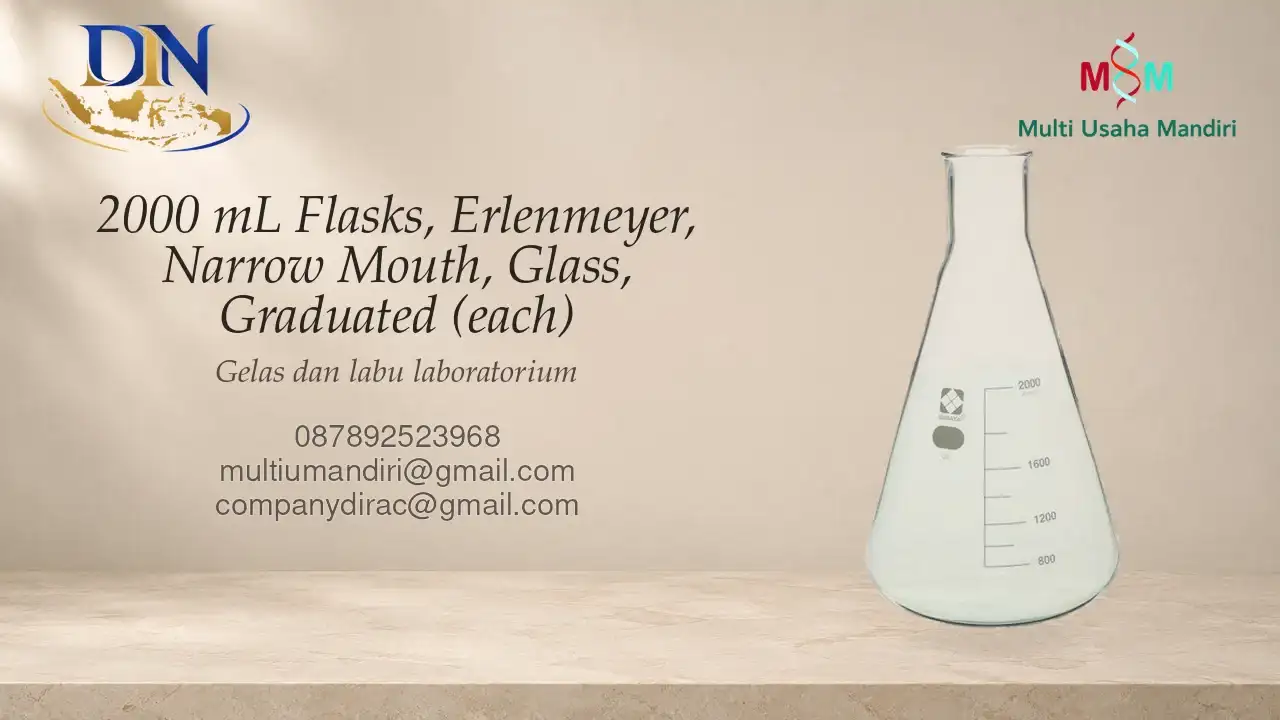 DIN
M M
Multi Usaha Mandiri
2000 mL Flasks, Erlenmeyer,
Narrow Mouth, Glass,
Graduated (each)
Gelas dan labu laboratorium
087892523968
multiumandiri@gmail.com
companydirac@gmail.com
2000
1600
1200
800